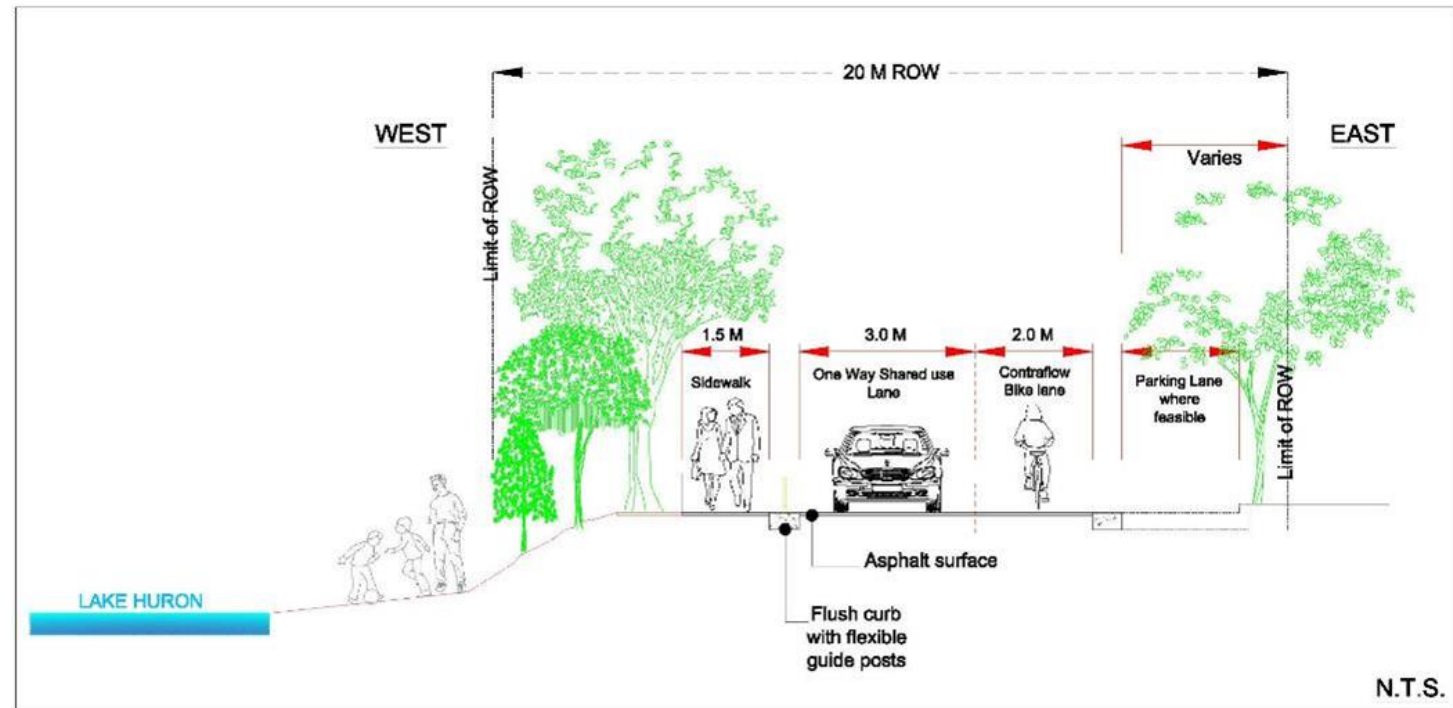 20 M ROW
WEST
EAST
Varies
Limit of ROW
1.5 M
3.0 M
2.0 M
Sidewalk
One Way Shared use
Lane
Contraflow
Bike lane
Parking Lane
where
feasible
Limit of ROW
Asphalt surface
LAKE HURON
Flush curb
with flexible
guide posts
N.T.S.